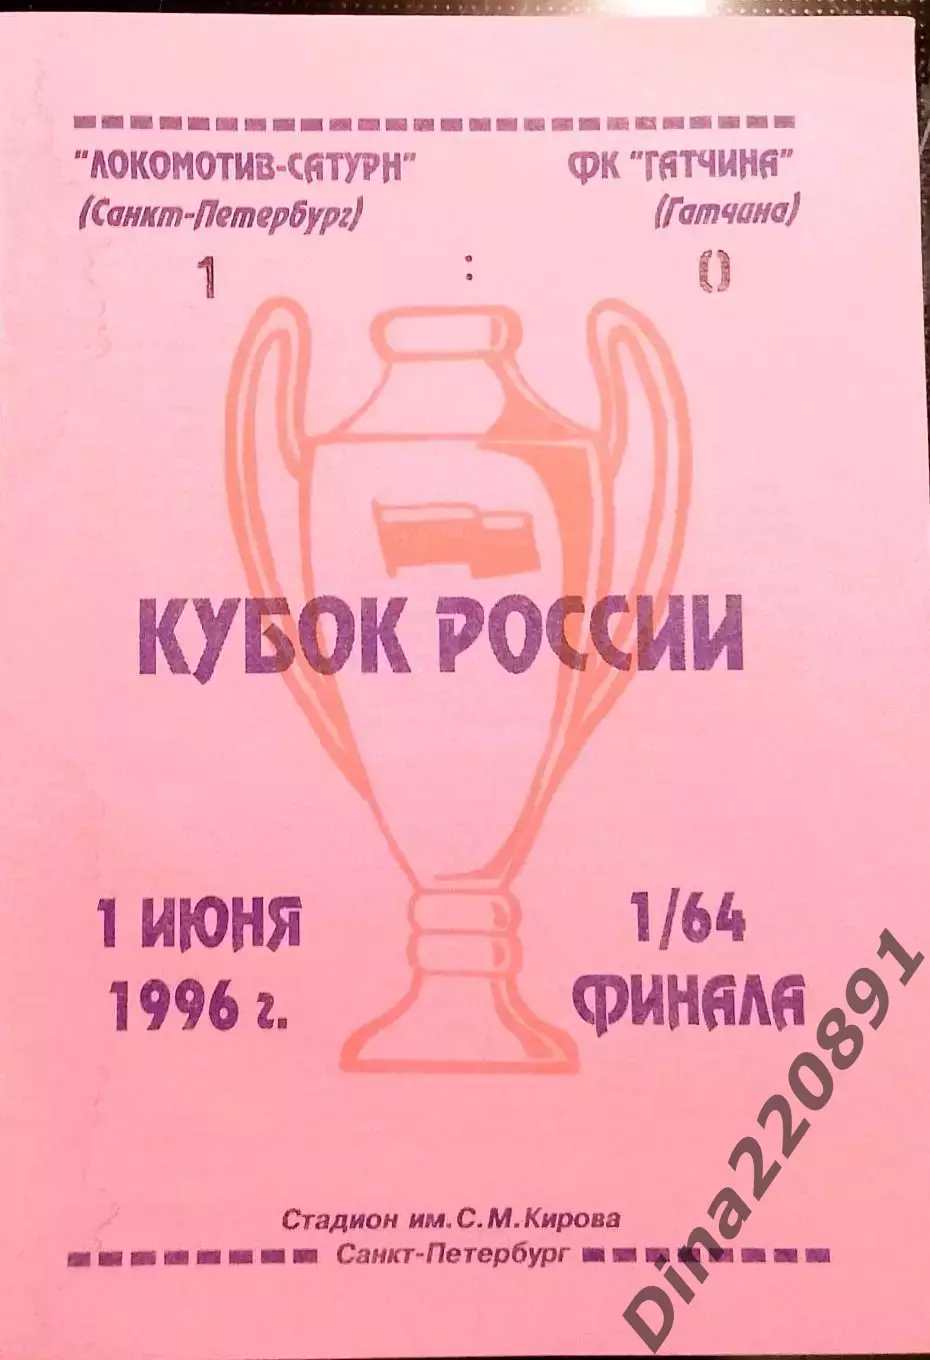 "ЛОКОМОТИВ-САТУРН" ФК "ГАТЧИНА"
(Санкт-Петербург) (Гатчина)
1 : 0
КУБОК РОССИИ
1 ИЮНЯ 1/64
1996 г. ФИНАЛА
Стадион им.С.М.Кирова
Санкт-Петербург
Dina220891